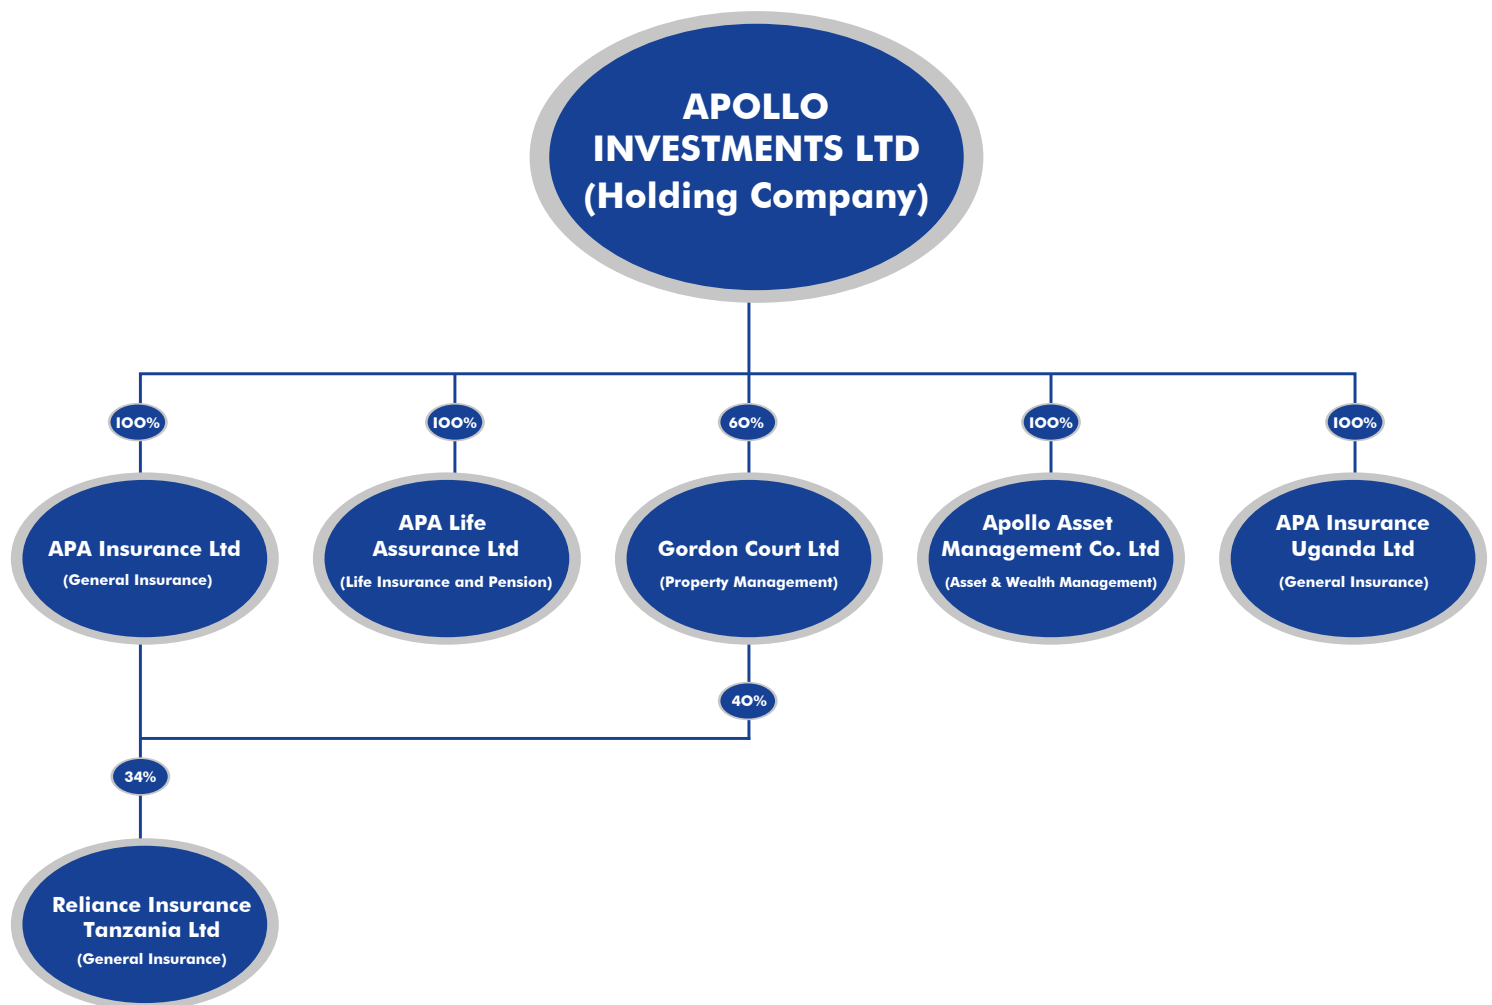 APOLLO
INVESTMENTS LTD
(Holding Company)
100%
100%
60%
100%
100%
APA Insurance Ltd
(General Insurance)
APA Life
Assurance Ltd
(Life Insurance and Pension)
Gordon Court Ltd
(Property Management)
Apollo Asset
Management Co. Ltd
(Asset & Wealth Management)
APA Insurance
Uganda Ltd
(General Insurance)
40%
34%
Reliance Insurance
Tanzania Ltd
(General Insurance)